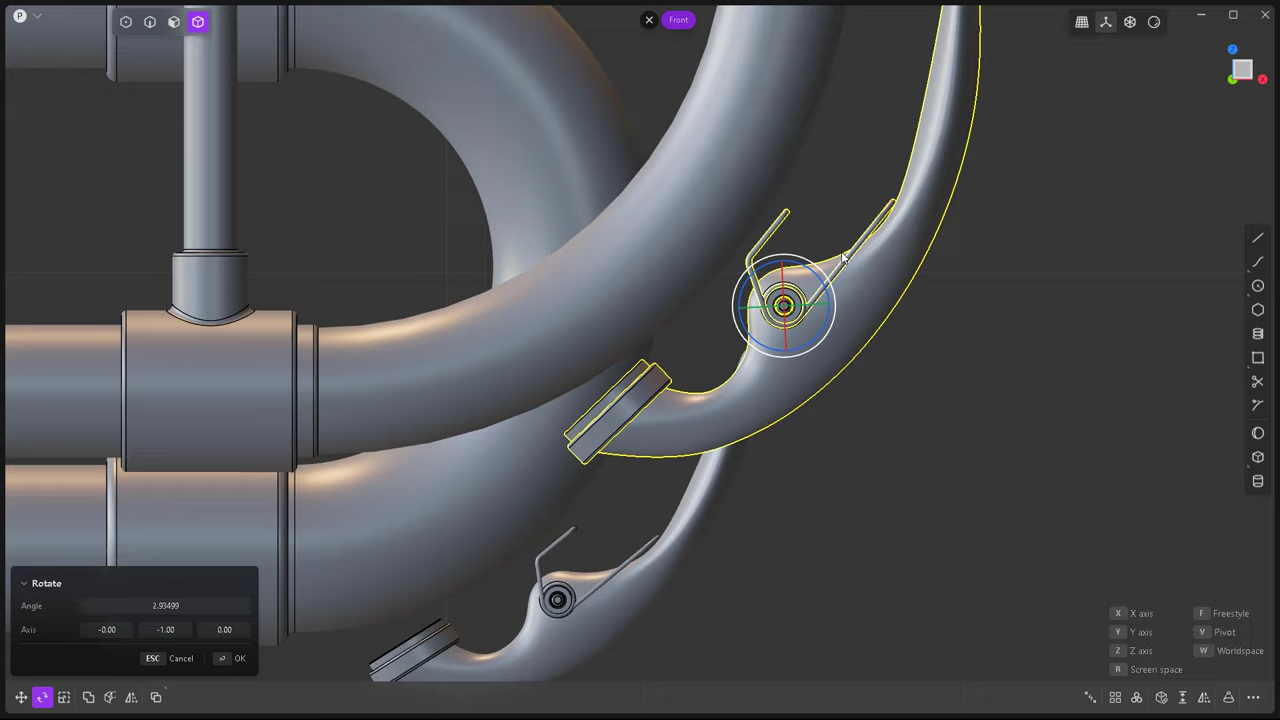 P
Front
Z
Y
X
Rotate
Angle 2.93499
Axis -0.00 -1.00 0.00
ESC Cancel OK
X X axis F Freestyle
Y Y axis V Pivot
Z Z axis W Worldspace
R Screen space